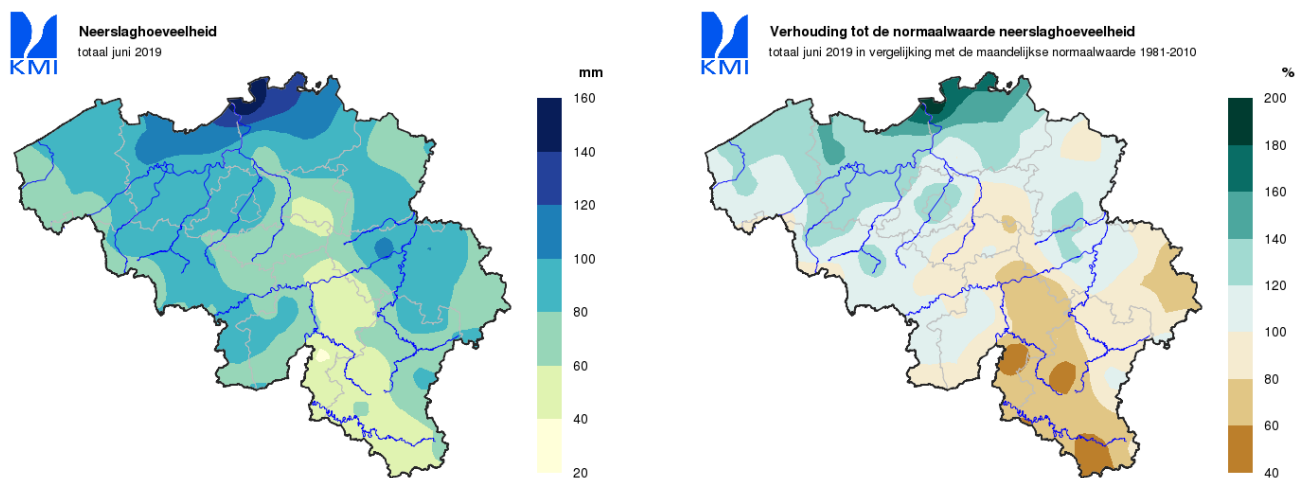 Neerslaghoeveelheid
totaal juni 2019
KMI
mm
160
140
120
100
80
60
40
20
Verhouding tot de normaalwaarde neerslaghoeveelheid
totaal juni 2019 in vergelijking met de maandelijkse normaalwaarde 1981-2010
KMI
%
200
180
160
140
120
100
80
60
40